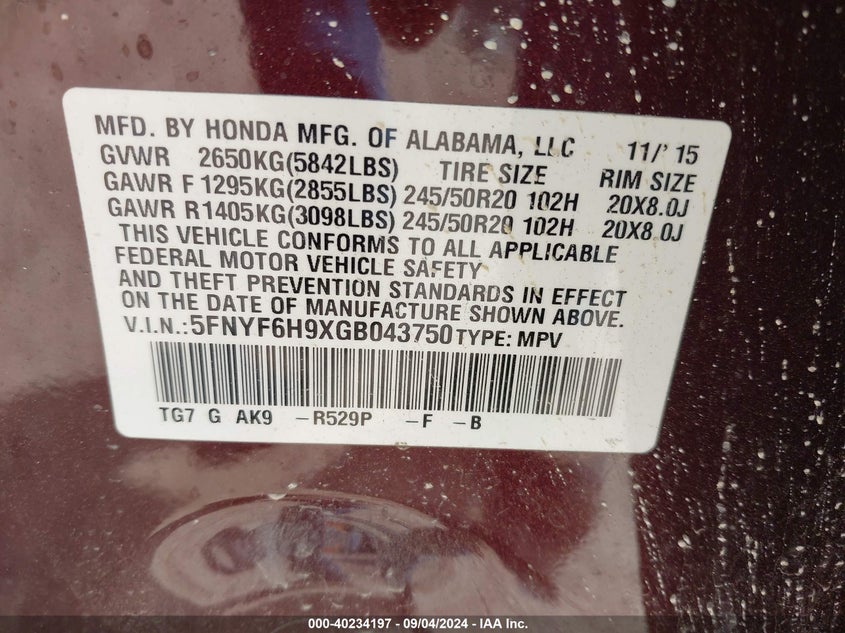 MFD. BY HONDA MFG. OF ALABAMA, LLC 11/' 15
GVWR 2650KG(5842LBS) TIRE SIZE RIM SIZE
GAWR F 1295KG(2855LBS) 245/50R20 102H 20X8.0J
GAWR R1405KG(3098LBS) 245/50R20 102H 20X8.0J
THIS VEHICLE CONFORMS TO ALL APPLICABLE
FEDERAL MOTOR VEHICLE SAFETY
AND THEFT PREVENTION STANDARDS IN EFFECT
ON THE DATE OF MANUFACTURE SHOWN ABOVE.
V.I.N.:5FNYF6H9XGB043750 TYPE: MPV
TG7 G AK9 -R529P -F -B
000-40234197 - 09/04/2024 - IAA Inc.